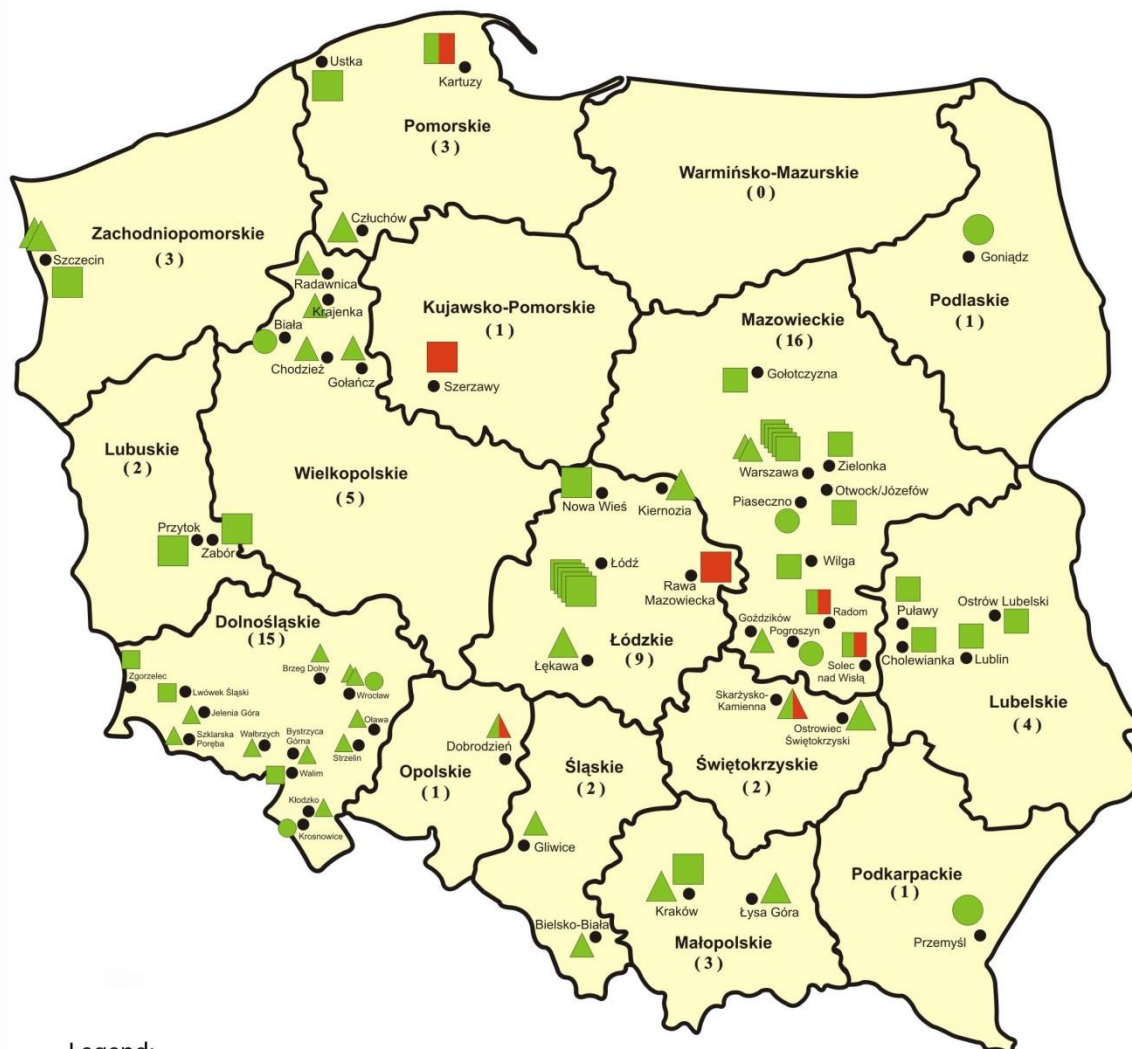 Ustka
Kartuzy
Pomorskie
(3)
Warmińsko-Mazurskie
(0)
Człuchów
Zachodniopomorskie
(3)
Szczecin
Goniądz
Podlaskie
(1)
Radawnica
Krajenka
Biała
Chodzież
Gołańcz
Kujawsko-Pomorskie
(1)
Szerzawy
Mazowieckie
(16)
Gołotczyzna
Warszawa
Zielonka
Otwock/Józefów
Piaseczno
Wilga
Radom
Goździków
Pogroszyn
Solec
nad Wisłą
Lubuskie
(2)
Przytok
Zabór
Wielkopolskie
(5)
Nowa Wieś
Kiernozia
Łódź
Rawa
Mazowiecka
Łódzkie
(9)
Łękawa
Puławy
Ostrów Lubelski
Cholewianka
Lublin
Lubelskie
(4)
Dolnośląskie
(15)
Brzeg Dolny
Zgorzelec
Lwówek Śląski
Wrocław
Jelenia Góra
Oława
Szklarska
Poręba
Wałbrzych
Bystrzyca
Górna
Strzelin
Walim
Kłodzko
Krosnowice
Dobrodzień
Opolskie
(1)
Śląskie
(2)
Gliwice
Bielsko-Biała
Skarżysko-
Kamienna
Ostrowiec
Świętokrzyski
Świętokrzyskie
(2)
Kraków
Łysa Góra
Małopolskie
(3)
Podkarpackie
(1)
Przemyśl
Legend: